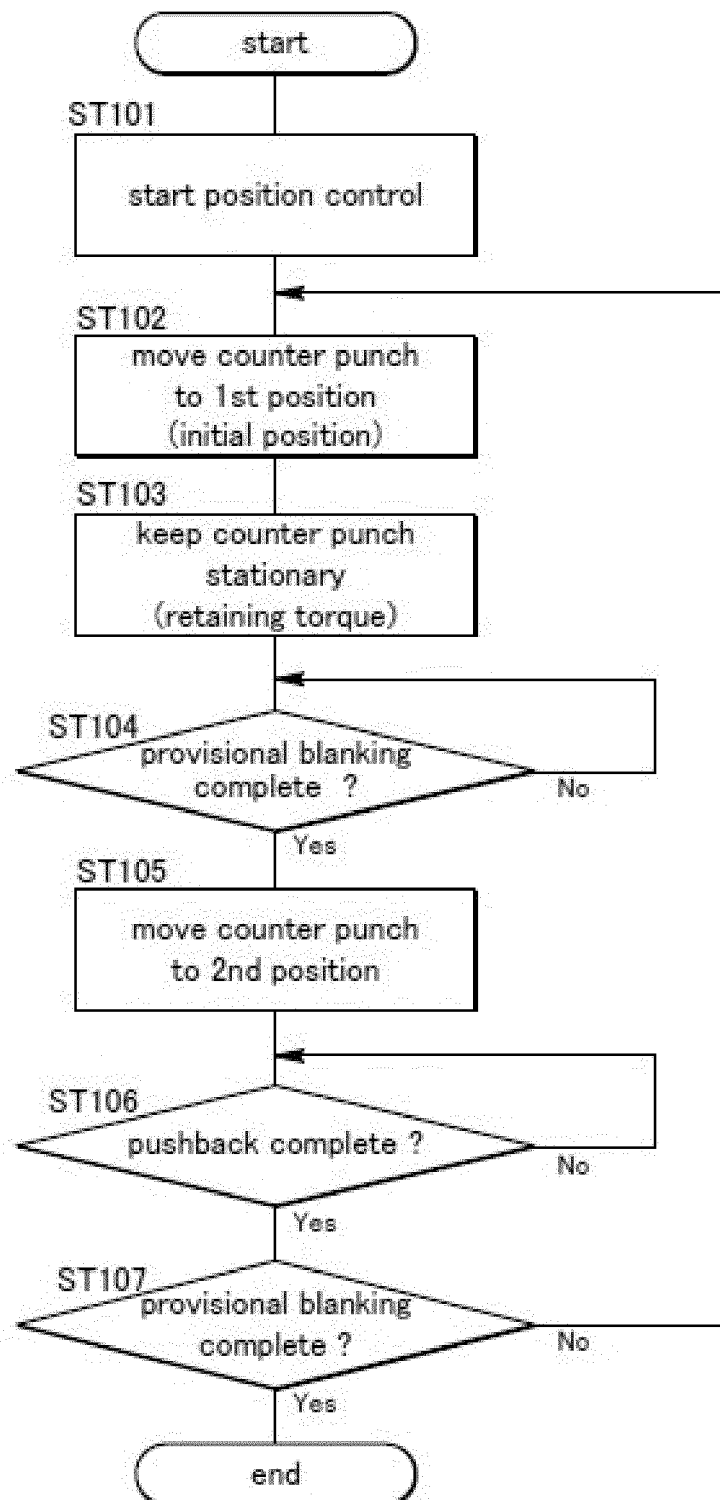 start
ST101
start position control
ST102
move counter punch
to 1st position
(initial position)
ST103
keep counter punch
stationary
(retaining torque)
ST104
provisional blanking
complete ?
No
Yes
ST105
move counter punch
to 2nd position
ST106
pushback complete ?
No
Yes
ST107
provisional blanking
complete ?
No
Yes
end